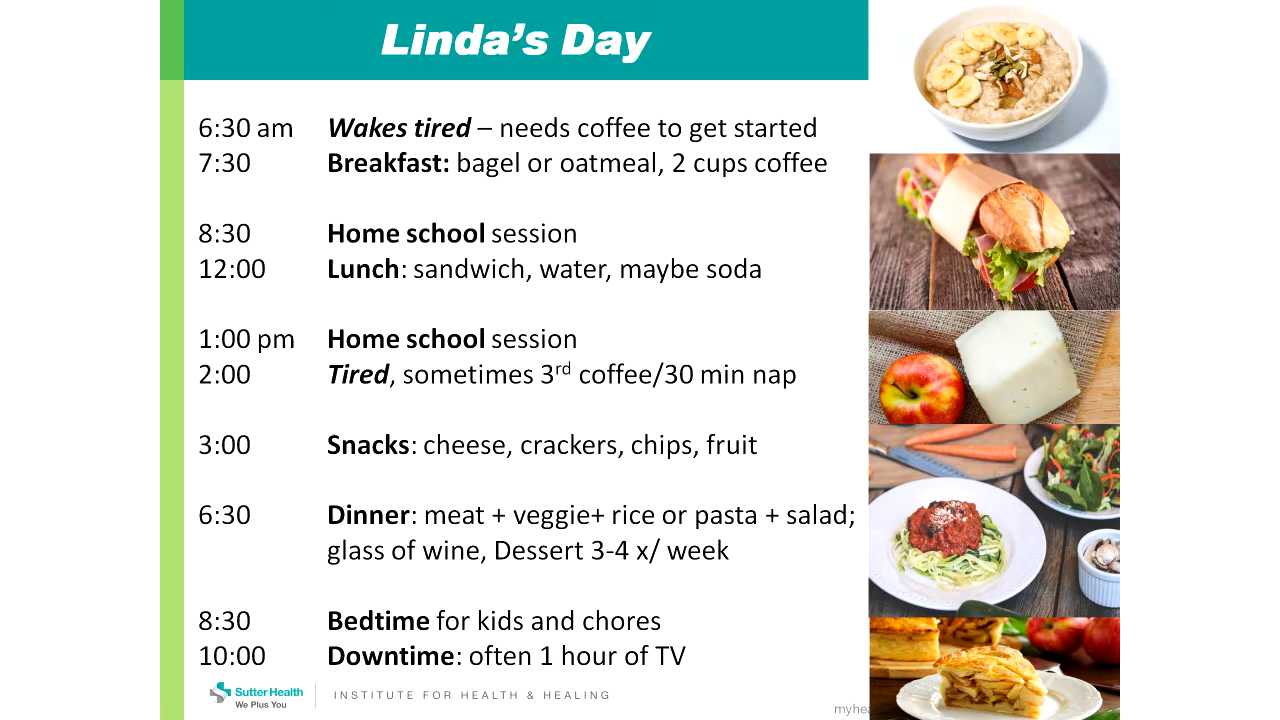 Linda's Day
6:30 am Wakes tired – needs coffee to get started
7:30 Breakfast: bagel or oatmeal, 2 cups coffee
8:30 Home school session
12:00 Lunch: sandwich, water, maybe soda
1:00 pm Home school session
2:00 Tired, sometimes 3rd coffee/30 min nap
3:00 Snacks: cheese, crackers, chips, fruit
6:30 Dinner: meat + veggie+ rice or pasta + salad;
glass of wine, Dessert 3-4 x/ week
8:30 Bedtime for kids and chores
10:00 Downtime: often 1 hour of TV
Sutter Health
We Plus You
INSTITUTE FOR HEALTH & HEALING